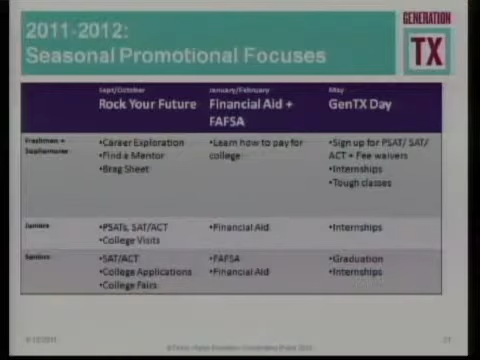 2011-2012:
Seasonal Promotional Focuses
GENERATION
TX
Sept/October
Rock Your Future
January/February
Financial Aid +
FAFSA
May
GenTX Day
Freshmen +
Sophomores
•Career Exploration
•Find a Mentor
•Brag Sheet
•Learn how to pay for
college
•Sign up for PSAT/ SAT/
ACT + Fee waivers
•Internships
•Tough classes
Juniors
•PSATs, SAT/ACT
•College Visits
•Financial Aid
•Internships
Seniors
•SAT/ACT
•College Applications
•College Fairs
•FAFSA
•Financial Aid
•Graduation
•Internships